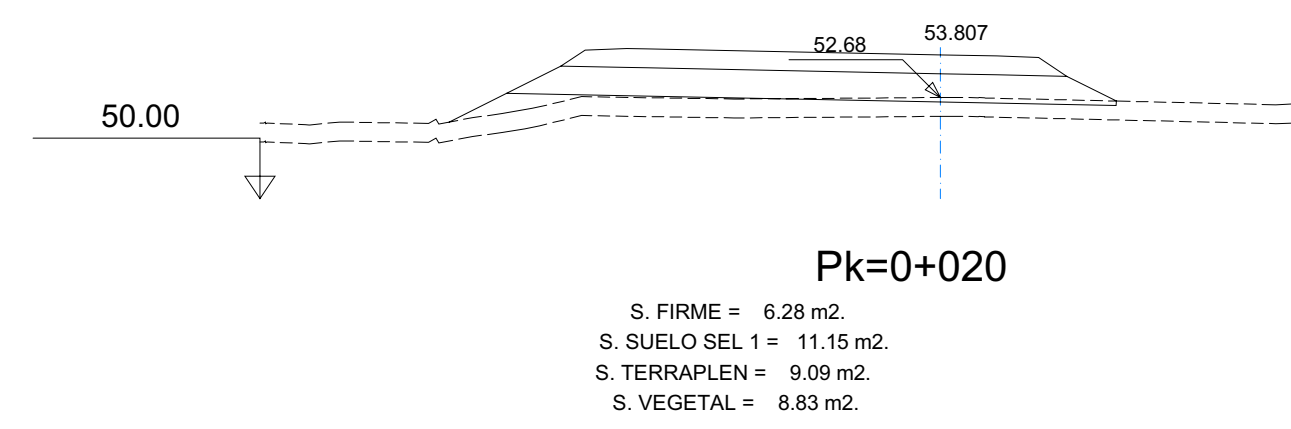 53.807
52.68
50.00
Pk=0+020
S. FIRME = 6.28 m2.
S. SUELO SEL 1 = 11.15 m2.
S. TERRAPLEN = 9.09 m2.
S. VEGETAL = 8.83 m2.